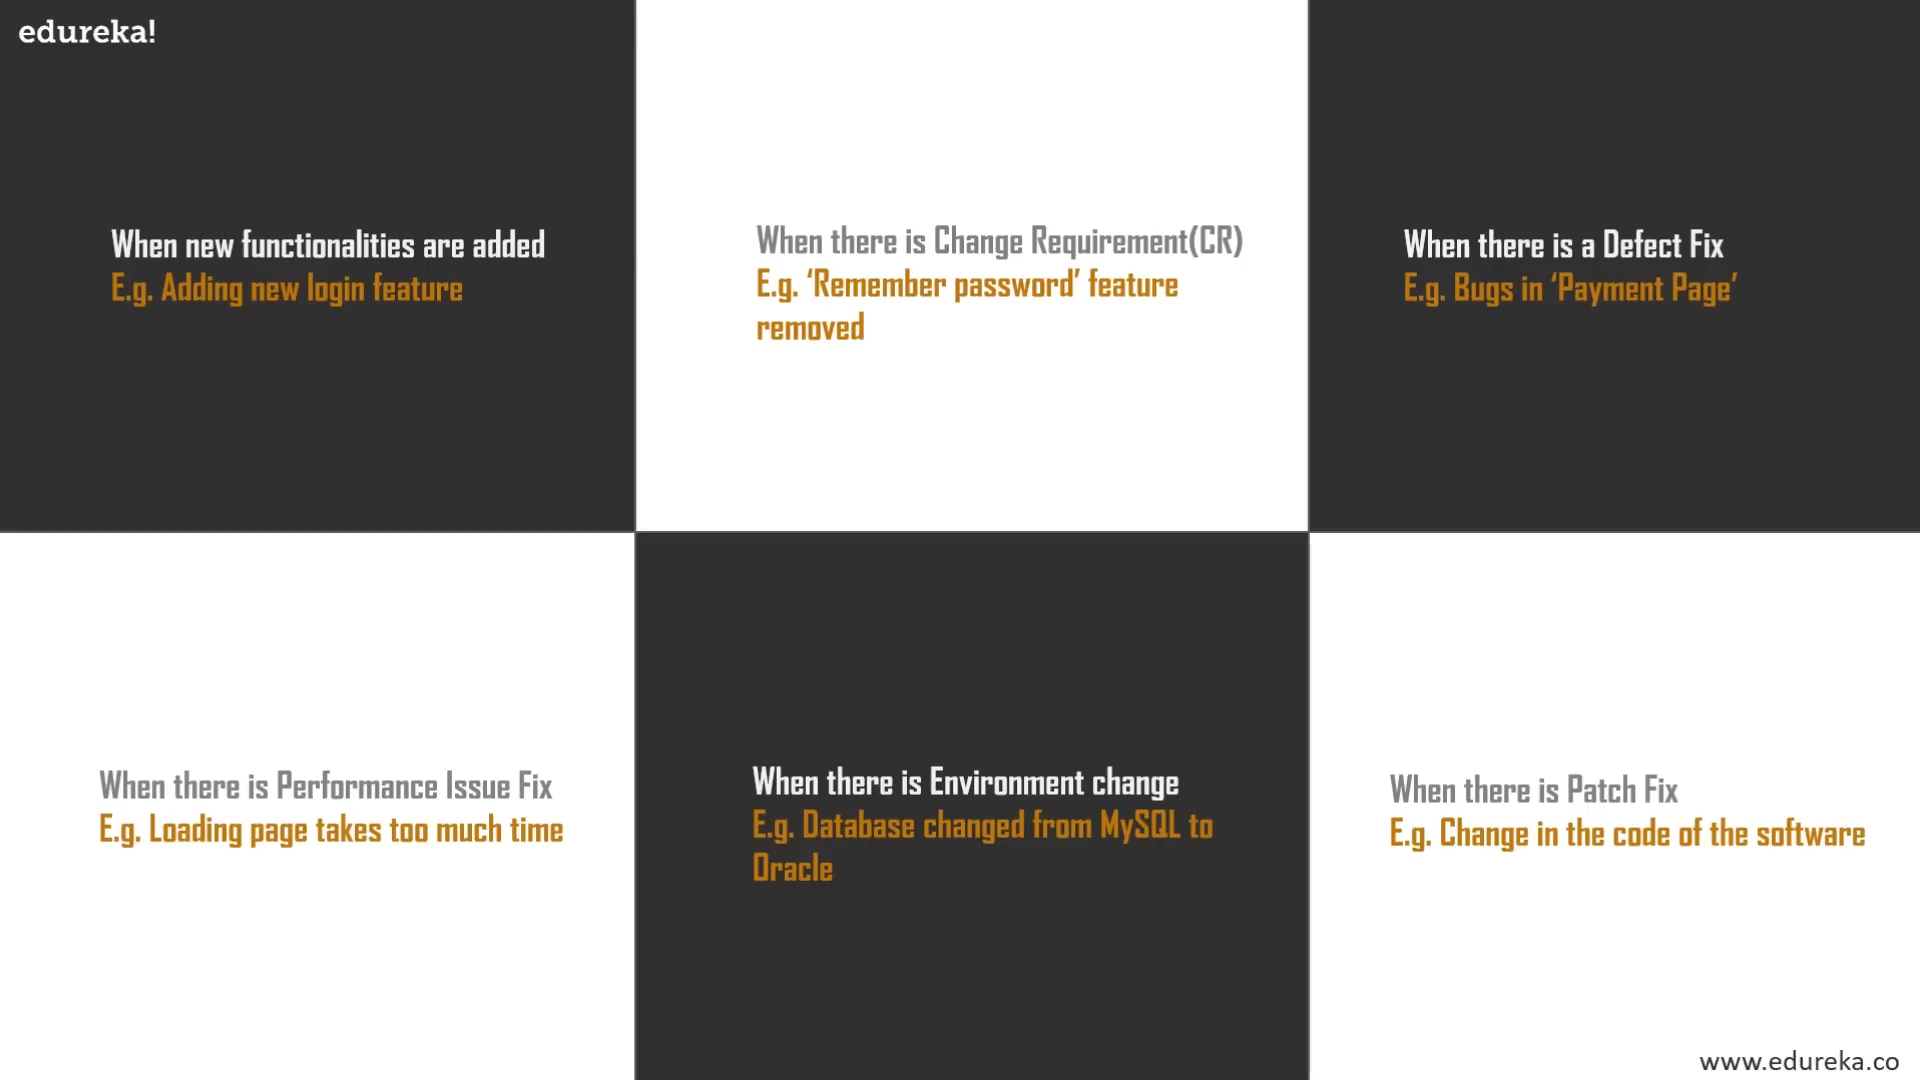 edureka!
When new functionalities are added
E.g. Adding new login feature
When there is Change Requirement(CR)
E.g. ‘Remember password’ feature
removed
When there is a Defect Fix
E.g. Bugs in ‘Payment Page’
When there is Performance Issue Fix
E.g. Loading page takes too much time
When there is Environment change
E.g. Database changed from MySQL to
Oracle
When there is Patch Fix
E.g. Change in the code of the software
www.edureka.co